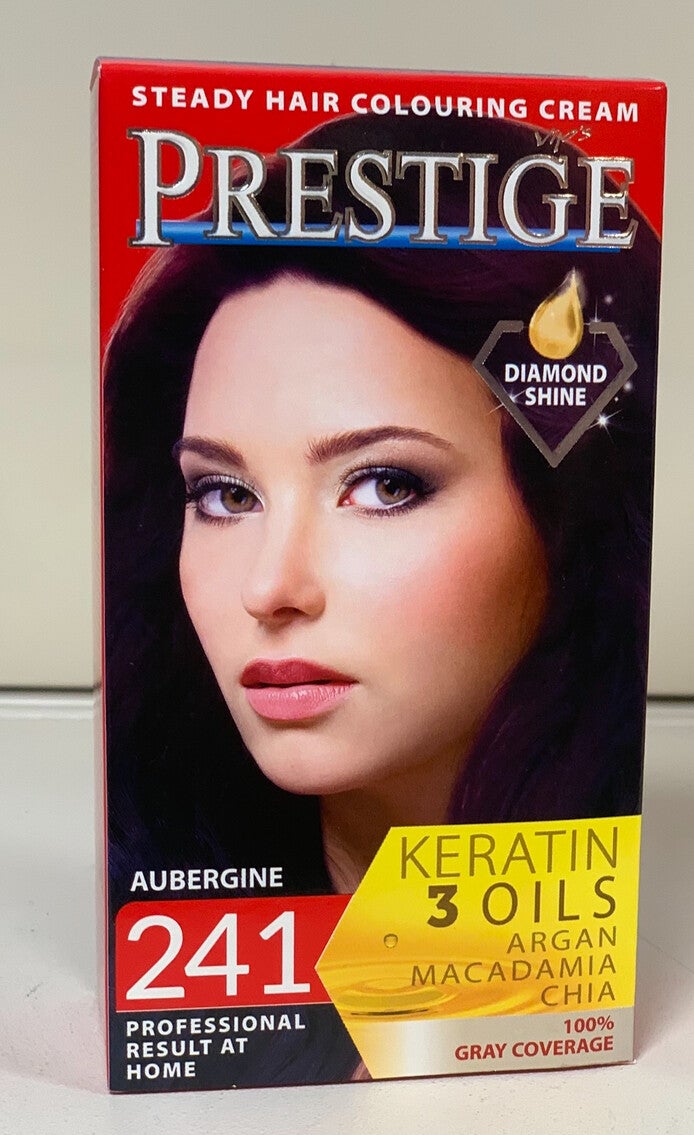 STEADY HAIR COLOURING CREAM
VIP'S
PRESTIGE
DIAMOND
SHINE
AUBERGINE
241
PROFESSIONAL
RESULT AT
HOME
KERATIN
3 OILS
ARGAN
MACADAMIA
CHIA
100%
GRAY COVERAGE